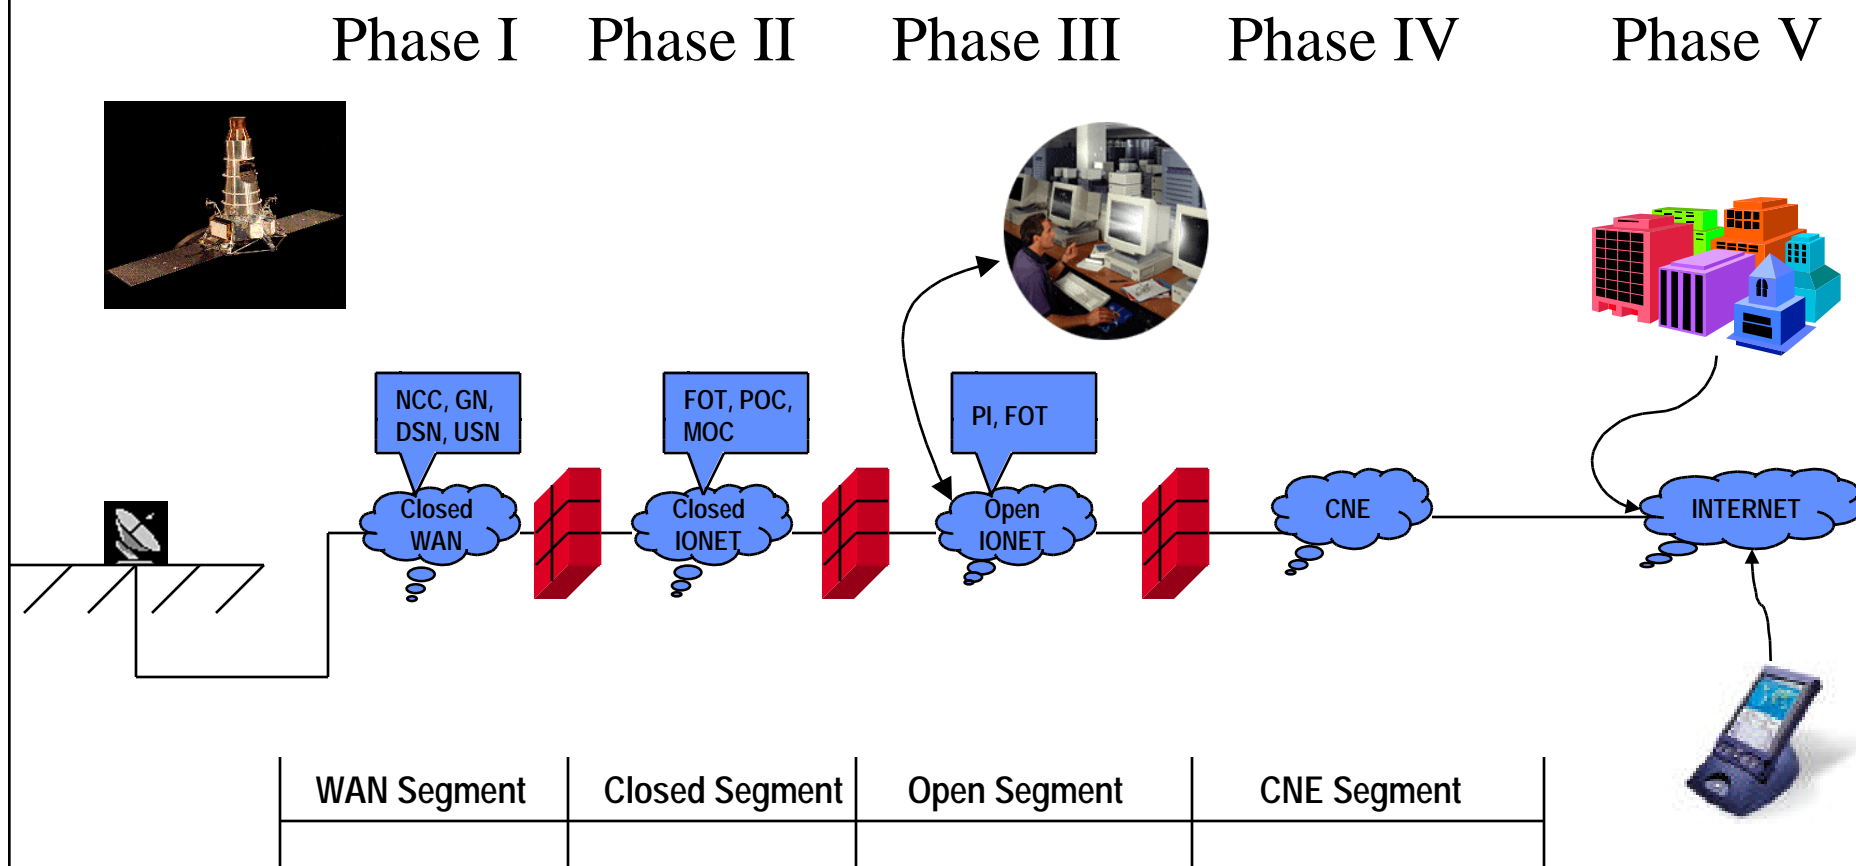 Phase I
Phase II
Phase III
Phase IV
Phase V
NCC, GN,
DSN, USN
FOT, POC,
MOC
PI, FOT
Closed
WAN
Closed
IONET
Open
IONET
CNE
INTERNET
WAN Segment
Closed Segment
Open Segment
CNE Segment